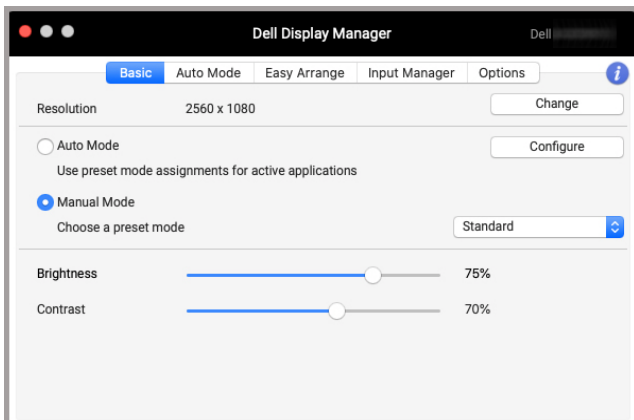 Dell Display Manager
Dell
Basic Auto Mode Easy Arrange Input Manager Options i
Resolution 2560 x 1080 Change
Auto Mode Configure
Use preset mode assignments for active applications
Manual Mode
Choose a preset mode Standard
Brightness 75%
Contrast 70%